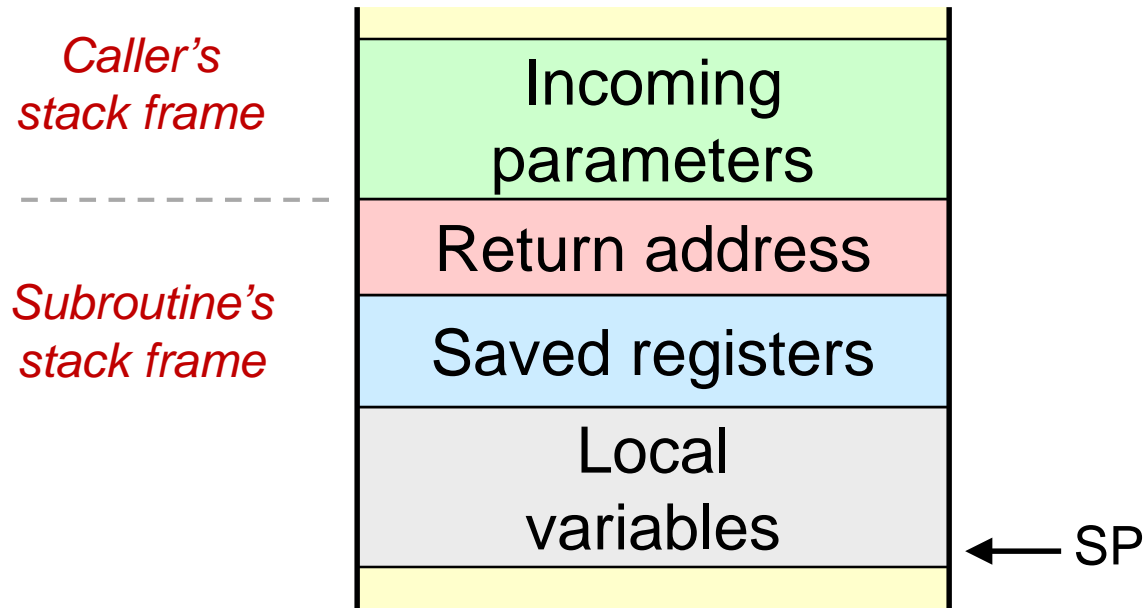 Caller’s
stack frame
Incoming
parameters
Return address
Subroutine’s
stack frame
Saved registers
Local
variables
SP